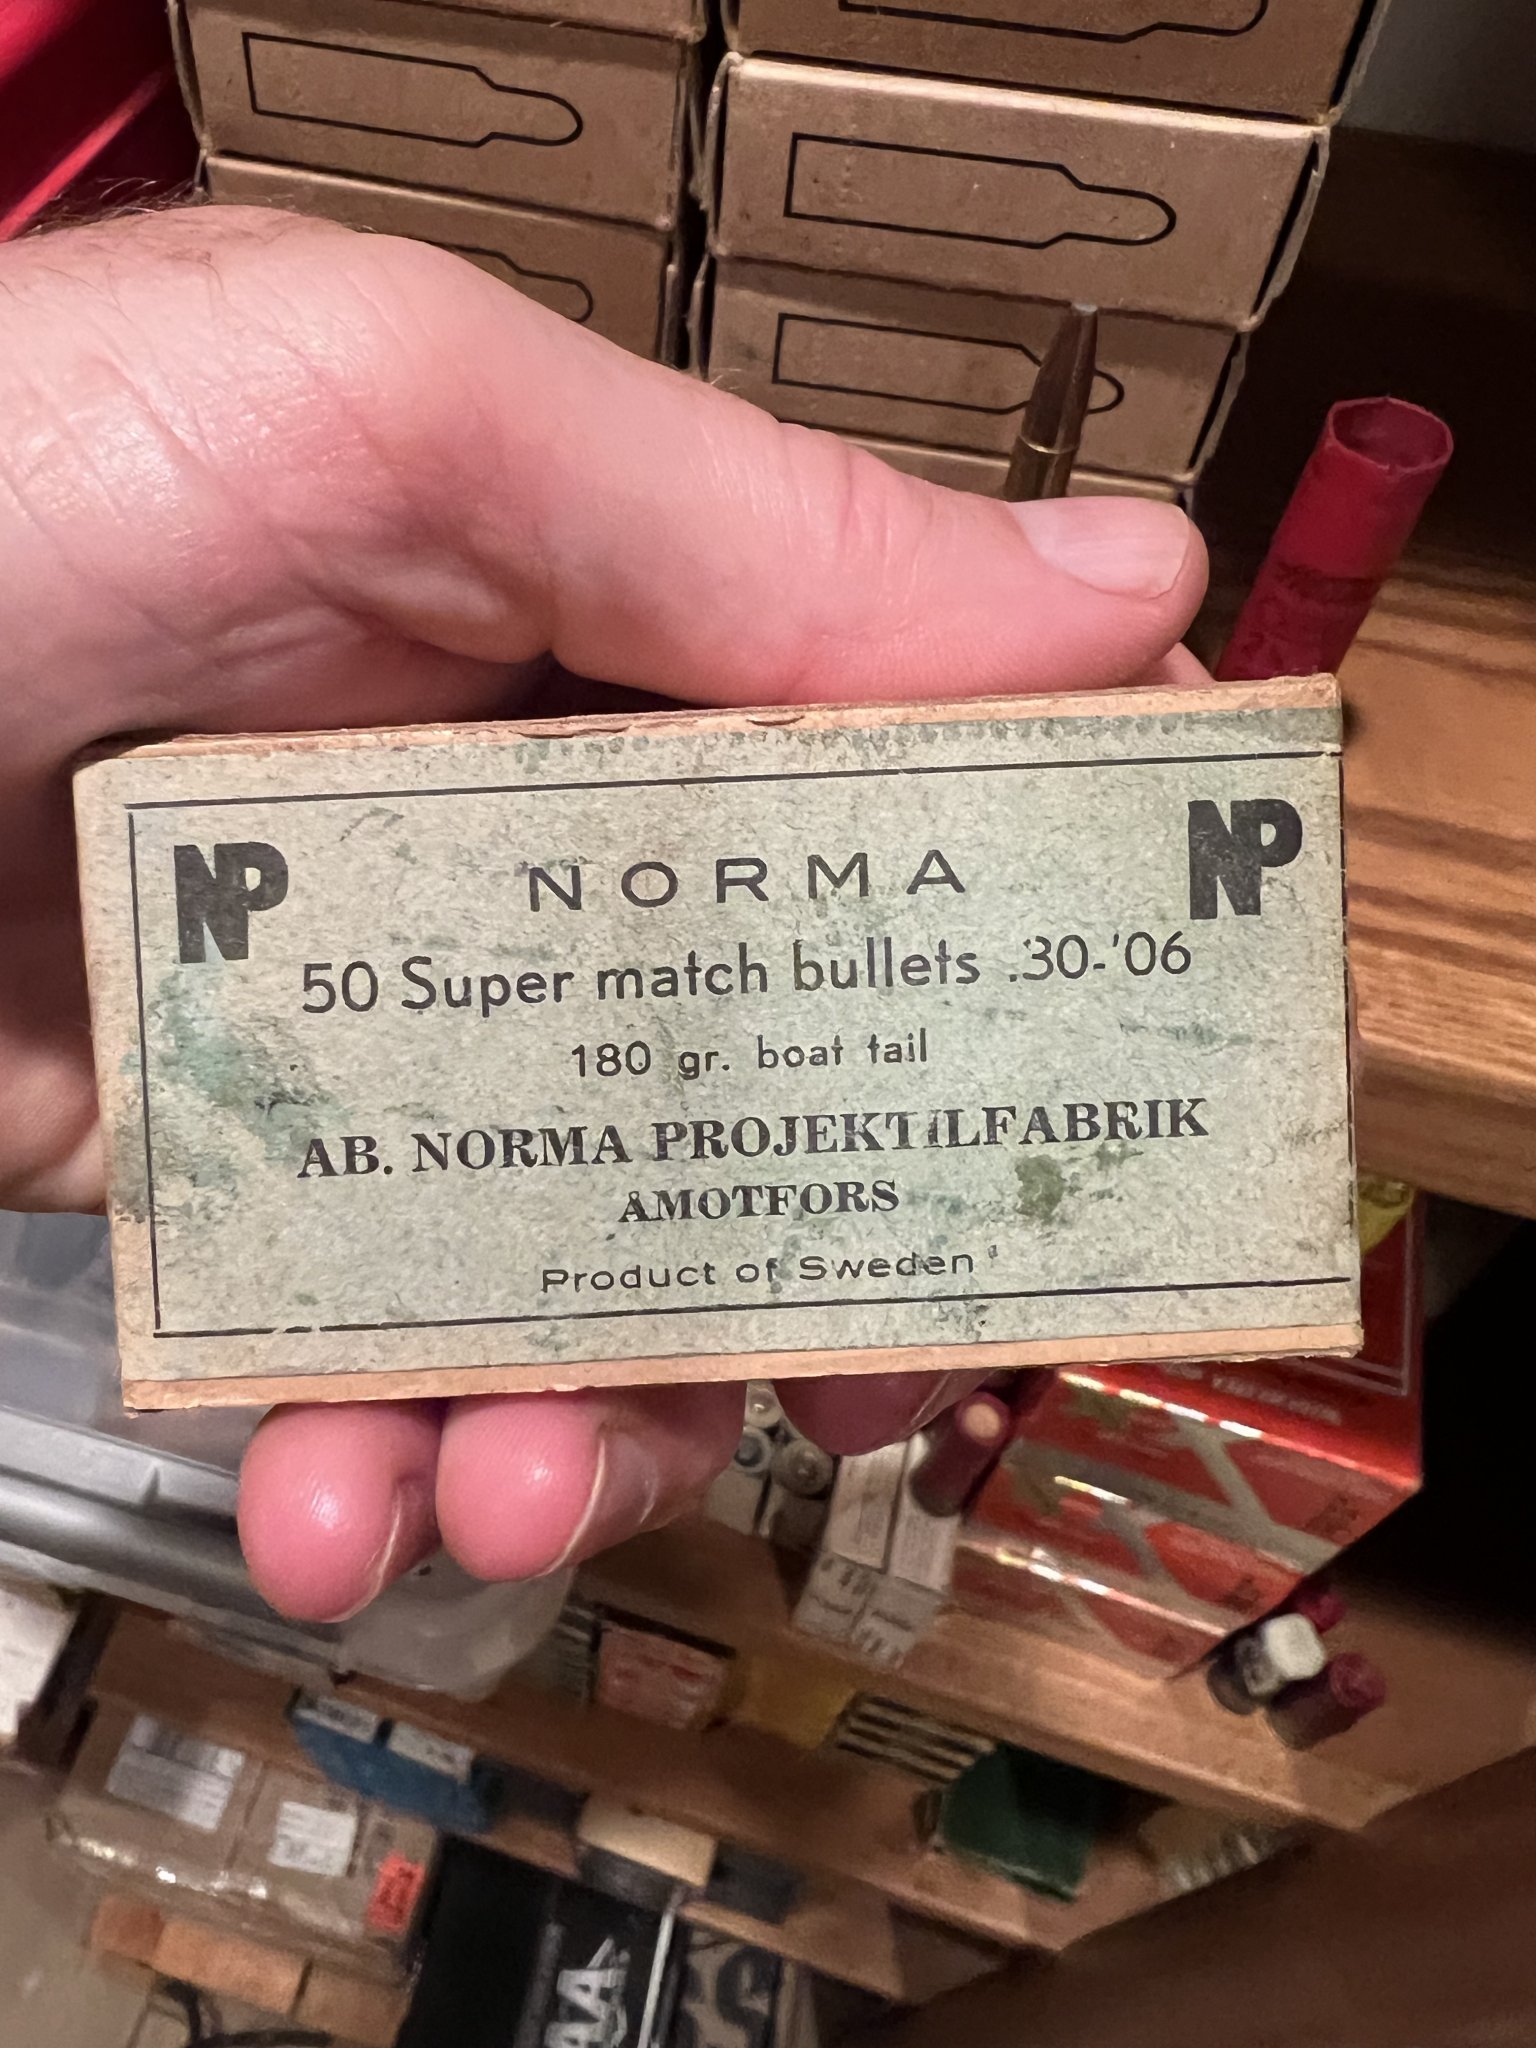 NP NORMA NP
50 Super match bullets .30-'06
180 gr. boat tail
AB. NORMA PROJEKTILFABRIK
ÅMOTFORS
Product of Sweden
AA